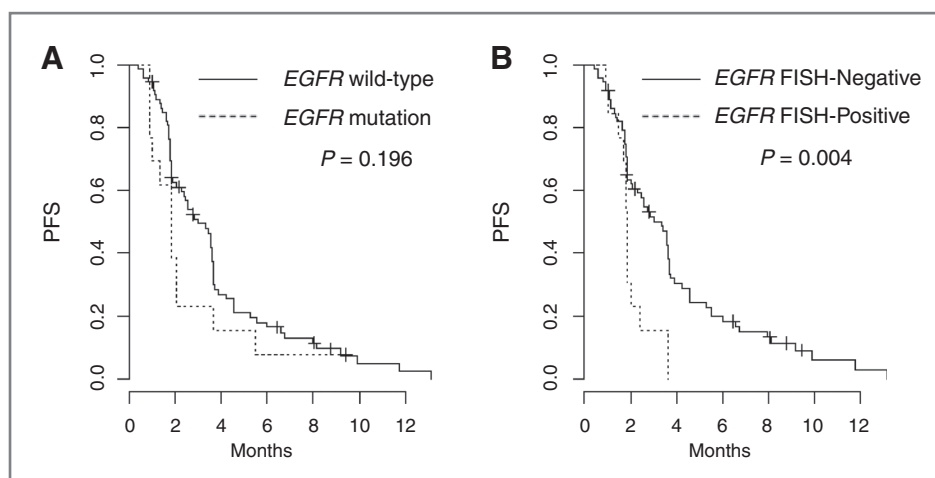 A
EGFR wild-type
EGFR mutation
P = 0.196
PFS
1.0
0.8
0.6
0.4
0.2
0.0
0 2 4 6 8 10 12
Months
B
EGFR FISH-Negative
EGFR FISH-Positive
P = 0.004
PFS
1.0
0.8
0.6
0.4
0.2
0.0
0 2 4 6 8 10 12
Months